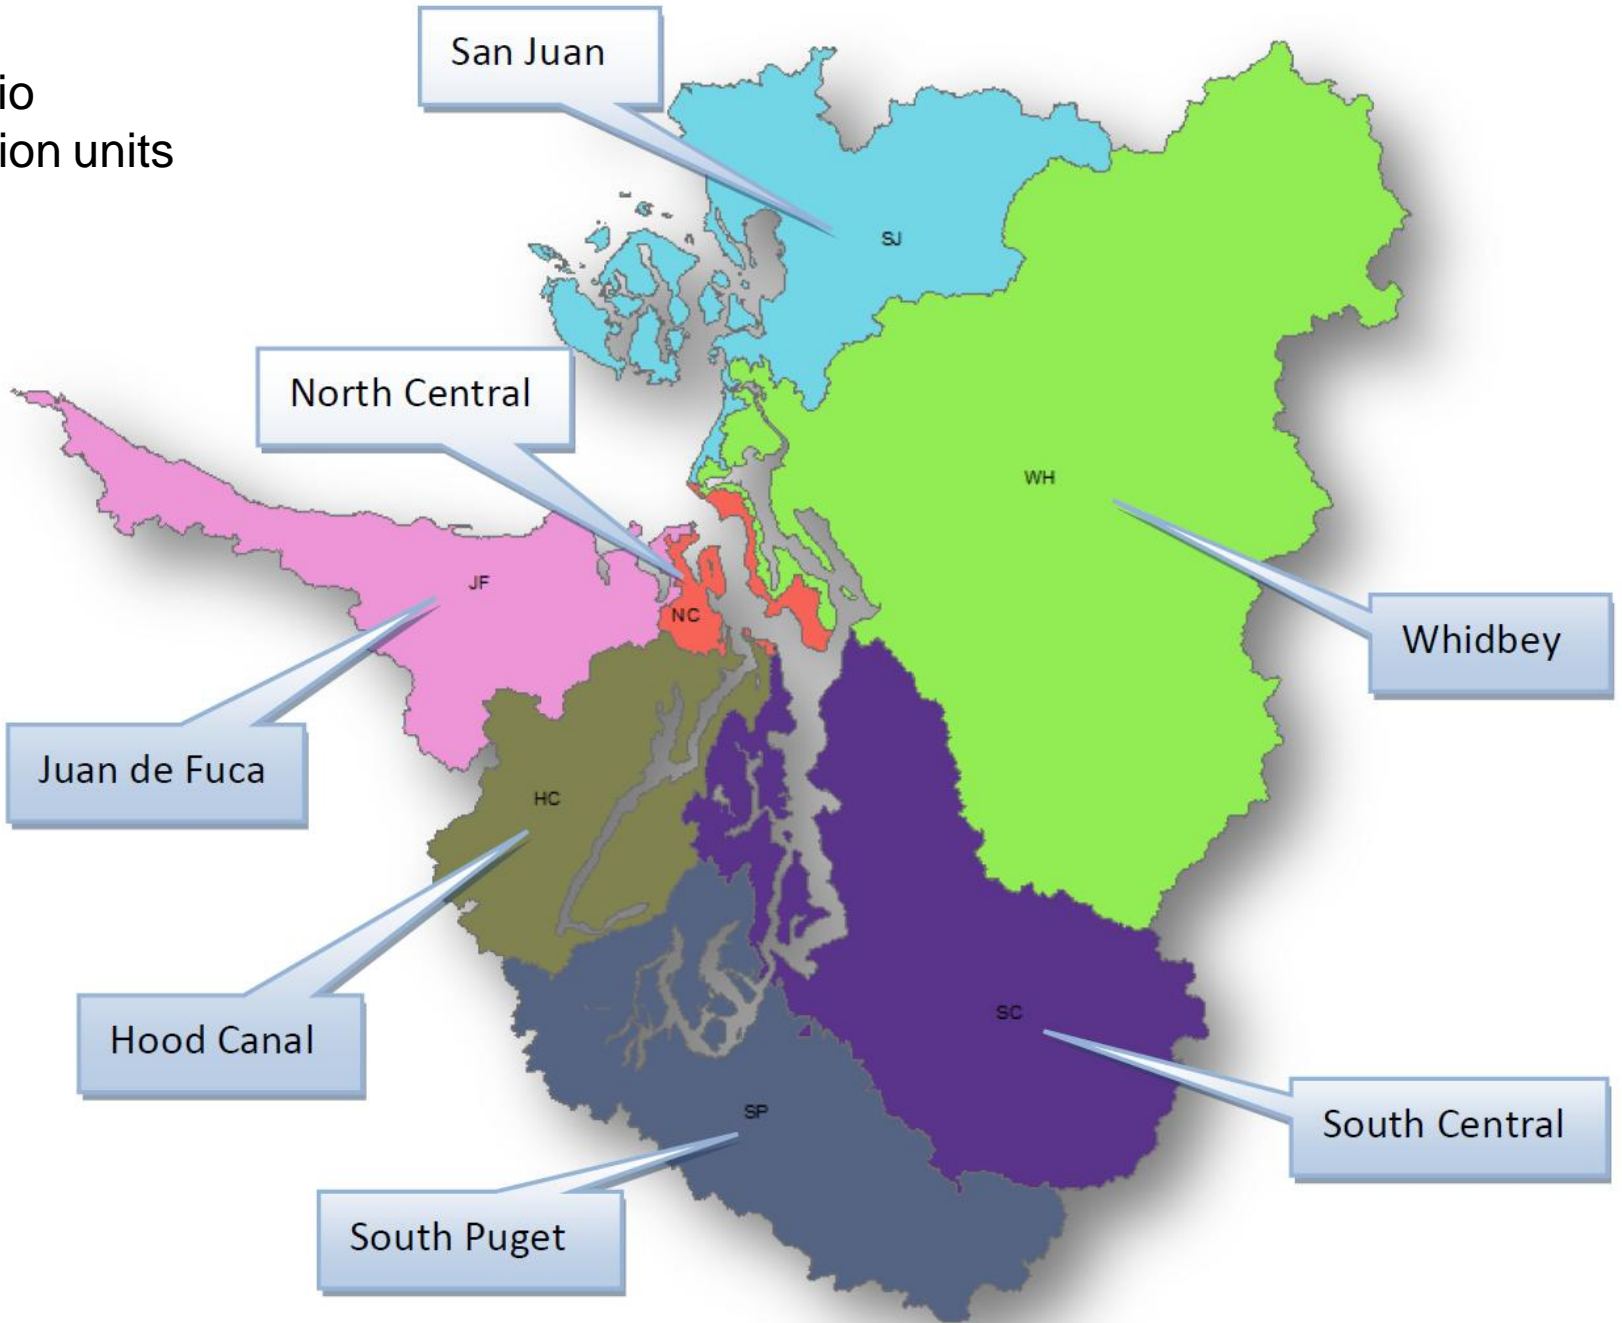 io
ion units
San Juan
SJ
North Central
WH
JF
NC
Whidbey
Juan de Fuca
HC
Hood Canal
SC
SP
South Central
South Puget